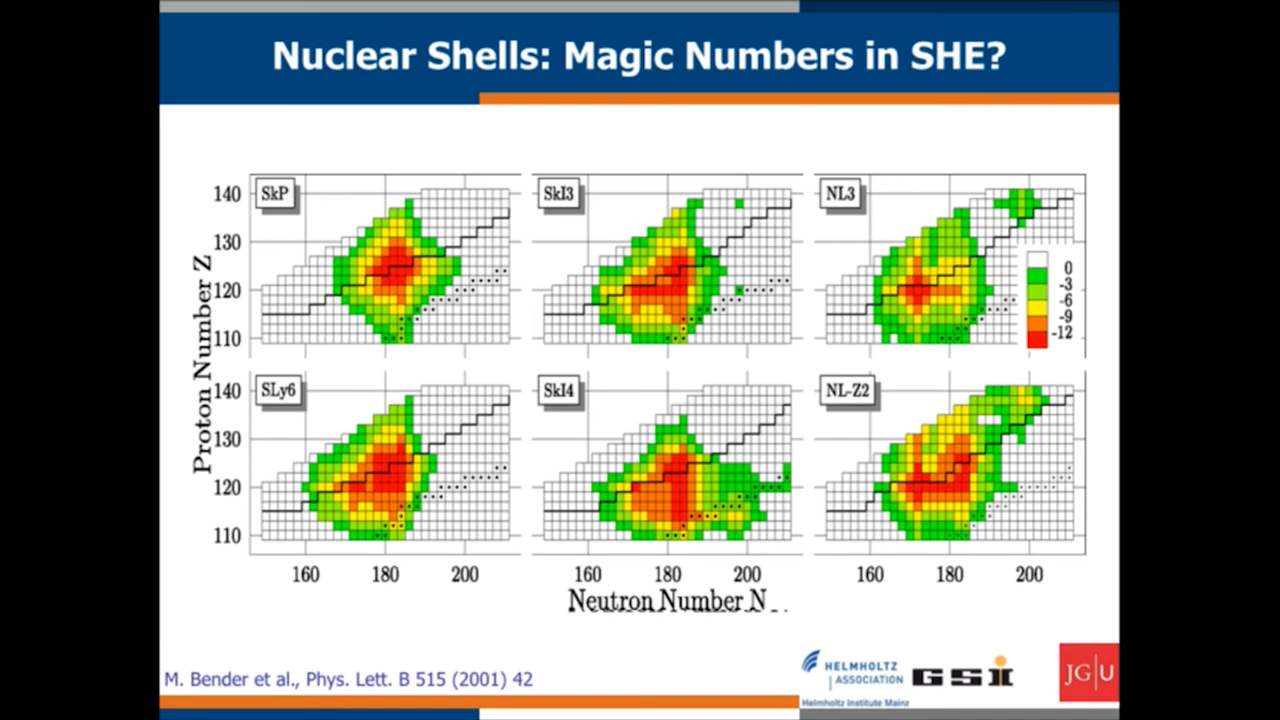 Nuclear Shells: Magic Numbers in SHE?
SkP
SkI3
NL3
140
130
120
110
0
-3
-6
-9
-12
Proton Number Z
SLy6
SkI4
NL-Z2
140
130
120
110
160 180 200 160 180 200 160 180 200
Neutron Number N
M. Bender et al., Phys. Lett. B 515 (2001) 42
HELMHOLTZ
ASSOCIATION
Helmholtz Institute Mainz
GSI
JG|U